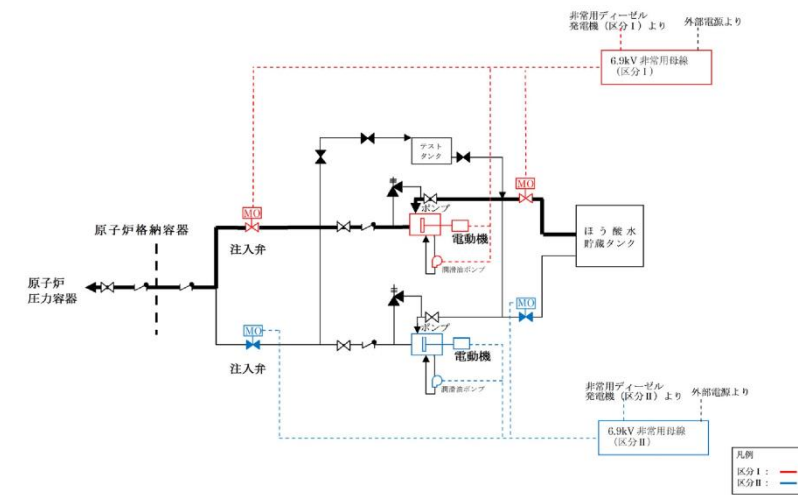 非常用ディーゼル
発電機（区分Ⅰ）より
外部電源より
6.9kV 非常用母線
（区分Ⅰ）
テスト
タンク
MO
MO
ポンプ
ほう酸水
貯蔵タンク
原子炉格納容器
注入弁
電動機
潤滑油ポンプ
原子炉
圧力容器
MO
MO
ポンプ
注入弁
電動機
潤滑油ポンプ
非常用ディーゼル
発電機（区分Ⅱ）より
外部電源より
6.9kV 非常用母線
（区分Ⅱ）
凡例
区分Ⅰ：
区分Ⅱ：